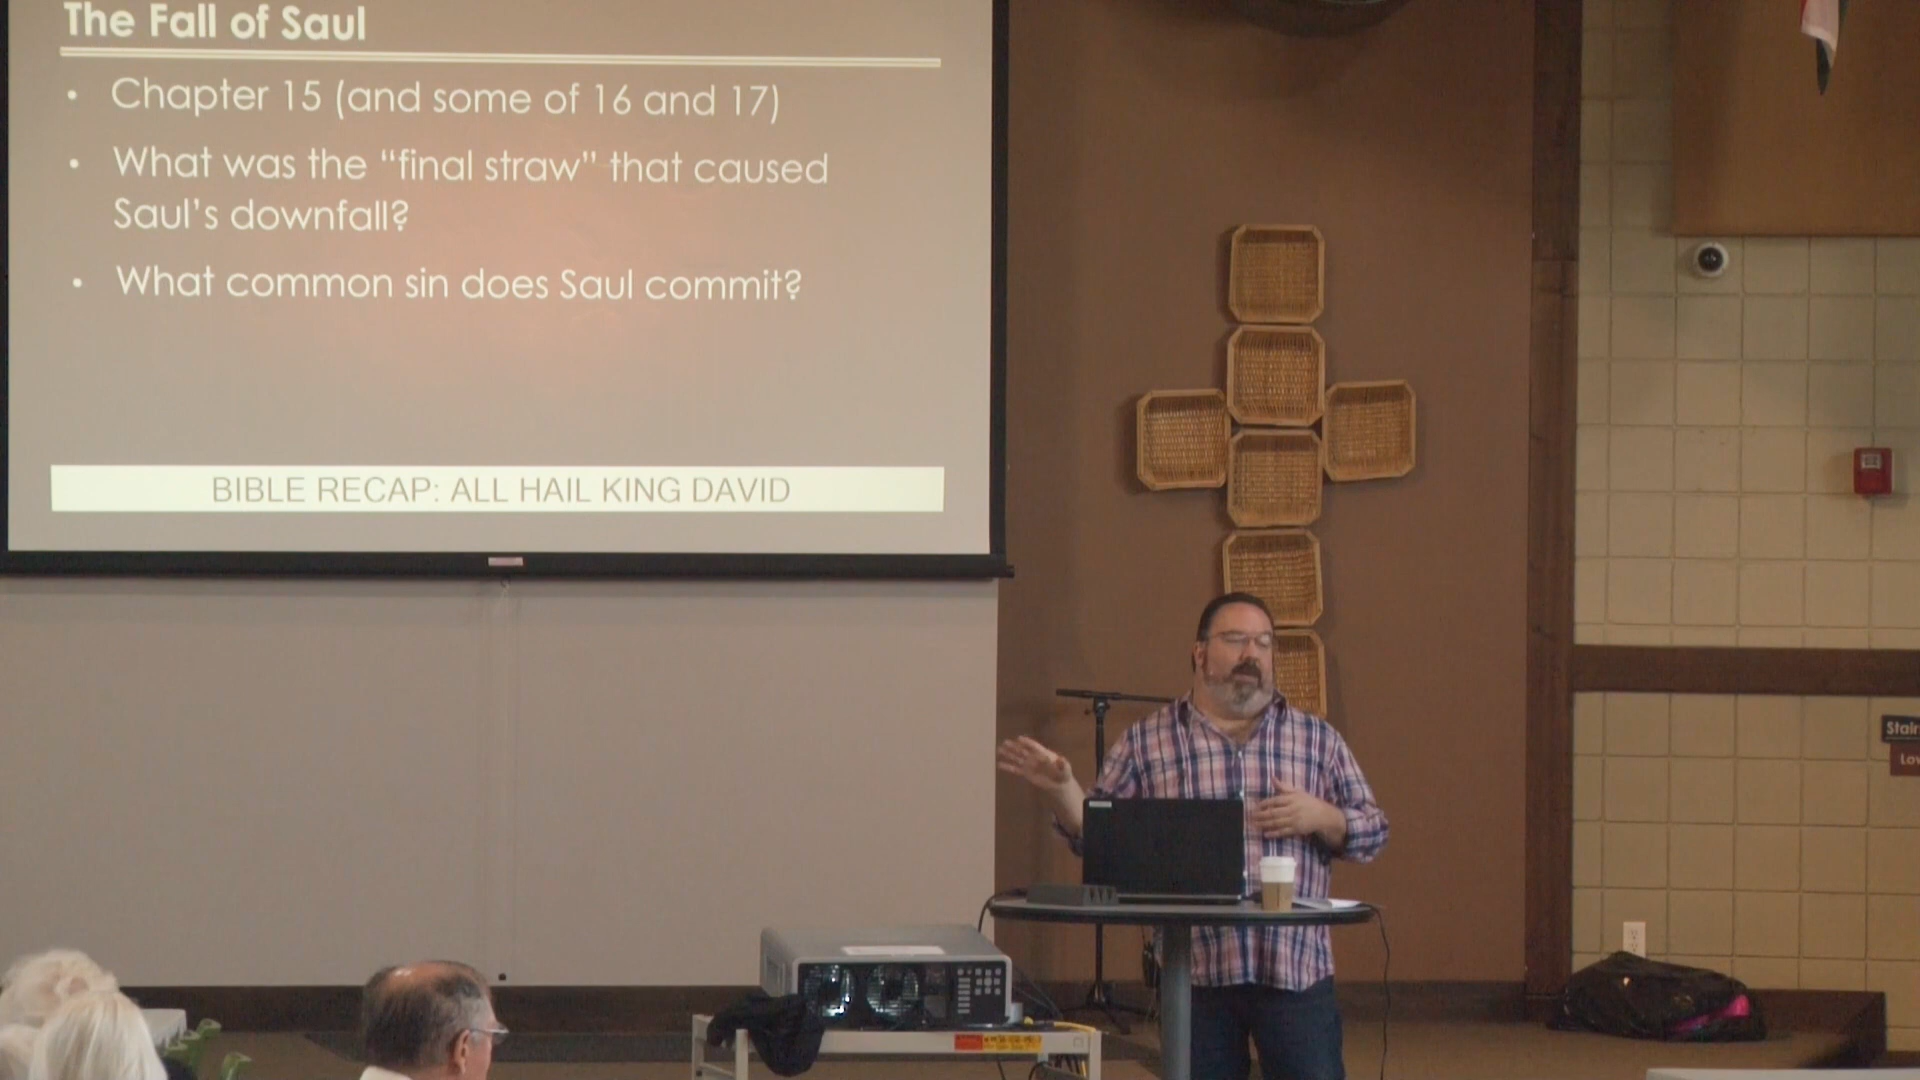 The Fall of Saul
• Chapter 15 (and some of 16 and 17)
• What was the “final straw” that caused
Saul’s downfall?
• What common sin does Saul commit?
BIBLE RECAP: ALL HAIL KING DAVID
Stair
Low